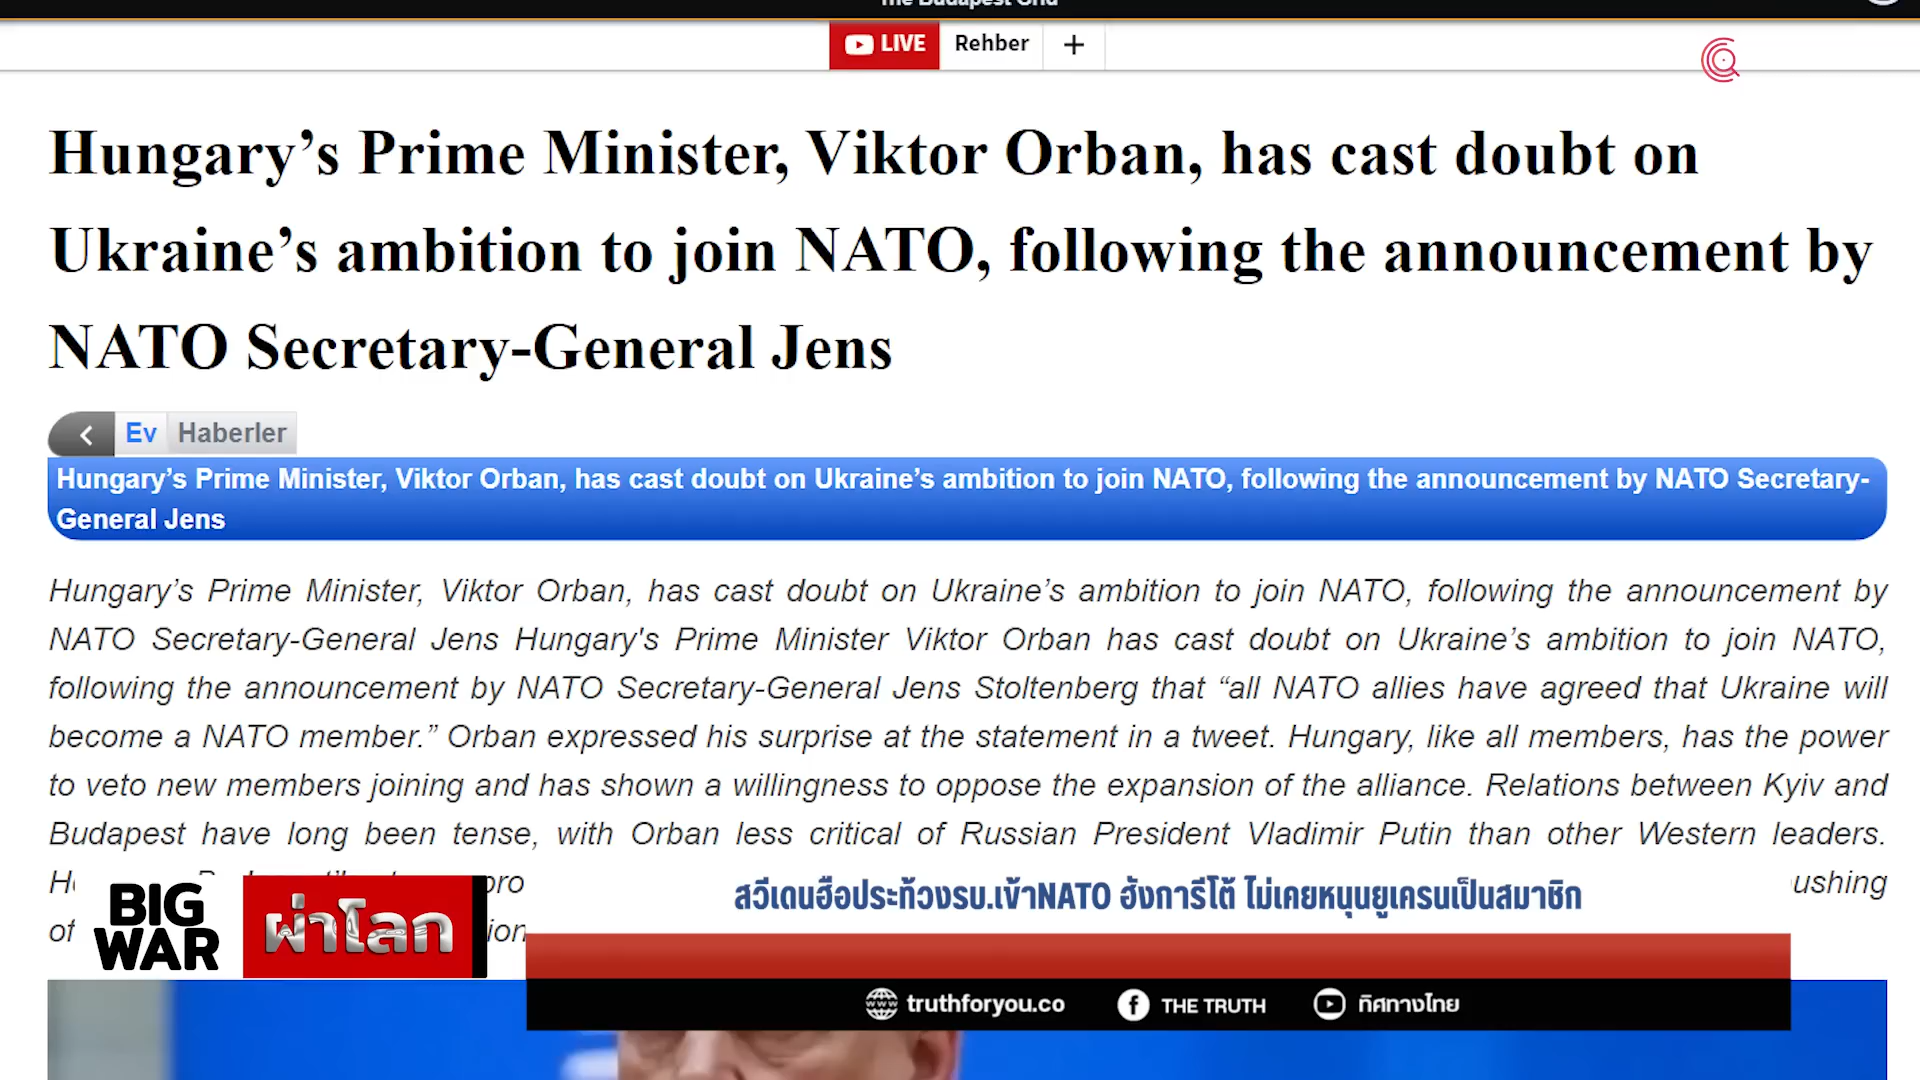 The Budapest Grid
LIVE Rehber +
Hungary’s Prime Minister, Viktor Orban, has cast doubt on
Ukraine’s ambition to join NATO, following the announcement by
NATO Secretary-General Jens
Ev Haberler
Hungary’s Prime Minister, Viktor Orban, has cast doubt on Ukraine’s ambition to join NATO, following the announcement by NATO Secretary-
General Jens
Hungary’s Prime Minister, Viktor Orban, has cast doubt on Ukraine’s ambition to join NATO, following the announcement by
NATO Secretary-General Jens Hungary's Prime Minister Viktor Orban has cast doubt on Ukraine’s ambition to join NATO,
following the announcement by NATO Secretary-General Jens Stoltenberg that “all NATO allies have agreed that Ukraine will
become a NATO member.” Orban expressed his surprise at the statement in a tweet. Hungary, like all members, has the power
to veto new members joining and has shown a willingness to oppose the expansion of the alliance. Relations between Kyiv and
Budapest have long been tense, with Orban less critical of Russian President Vladimir Putin than other Western leaders.
BIG
WAR
ผ่าโลก
สวีเดนฮือประท้วงรบ.เข้าNATO ฮังการีโต้ ไม่เคยหนุนยูเครนเป็นสมาชิก
truthforyou.co THE TRUTH ทิศทางไทย